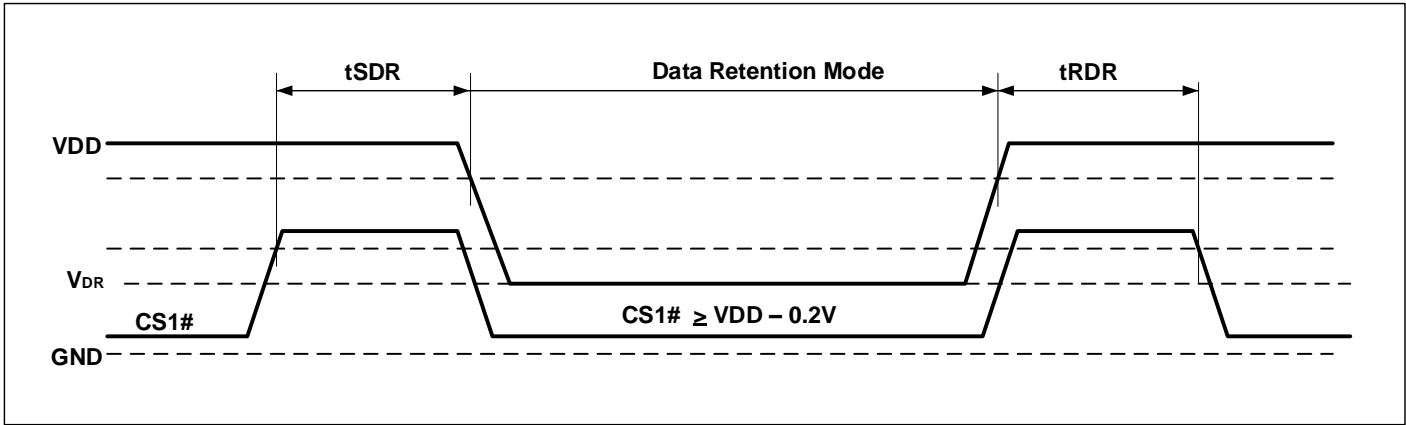 tSDR
Data Retention Mode
tRDR
VDD
VDR
CS1#
CS1# ≥ VDD – 0.2V
GND